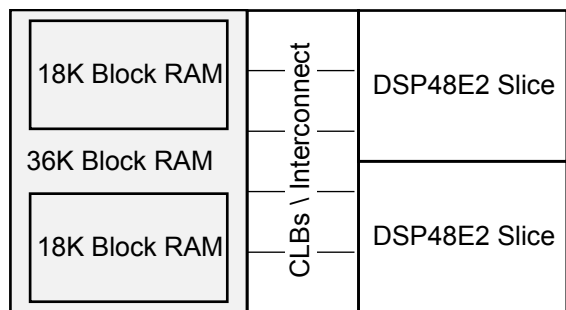 18K Block RAM
36K Block RAM
18K Block RAM
CLBs \ Interconnect
DSP48E2 Slice
DSP48E2 Slice